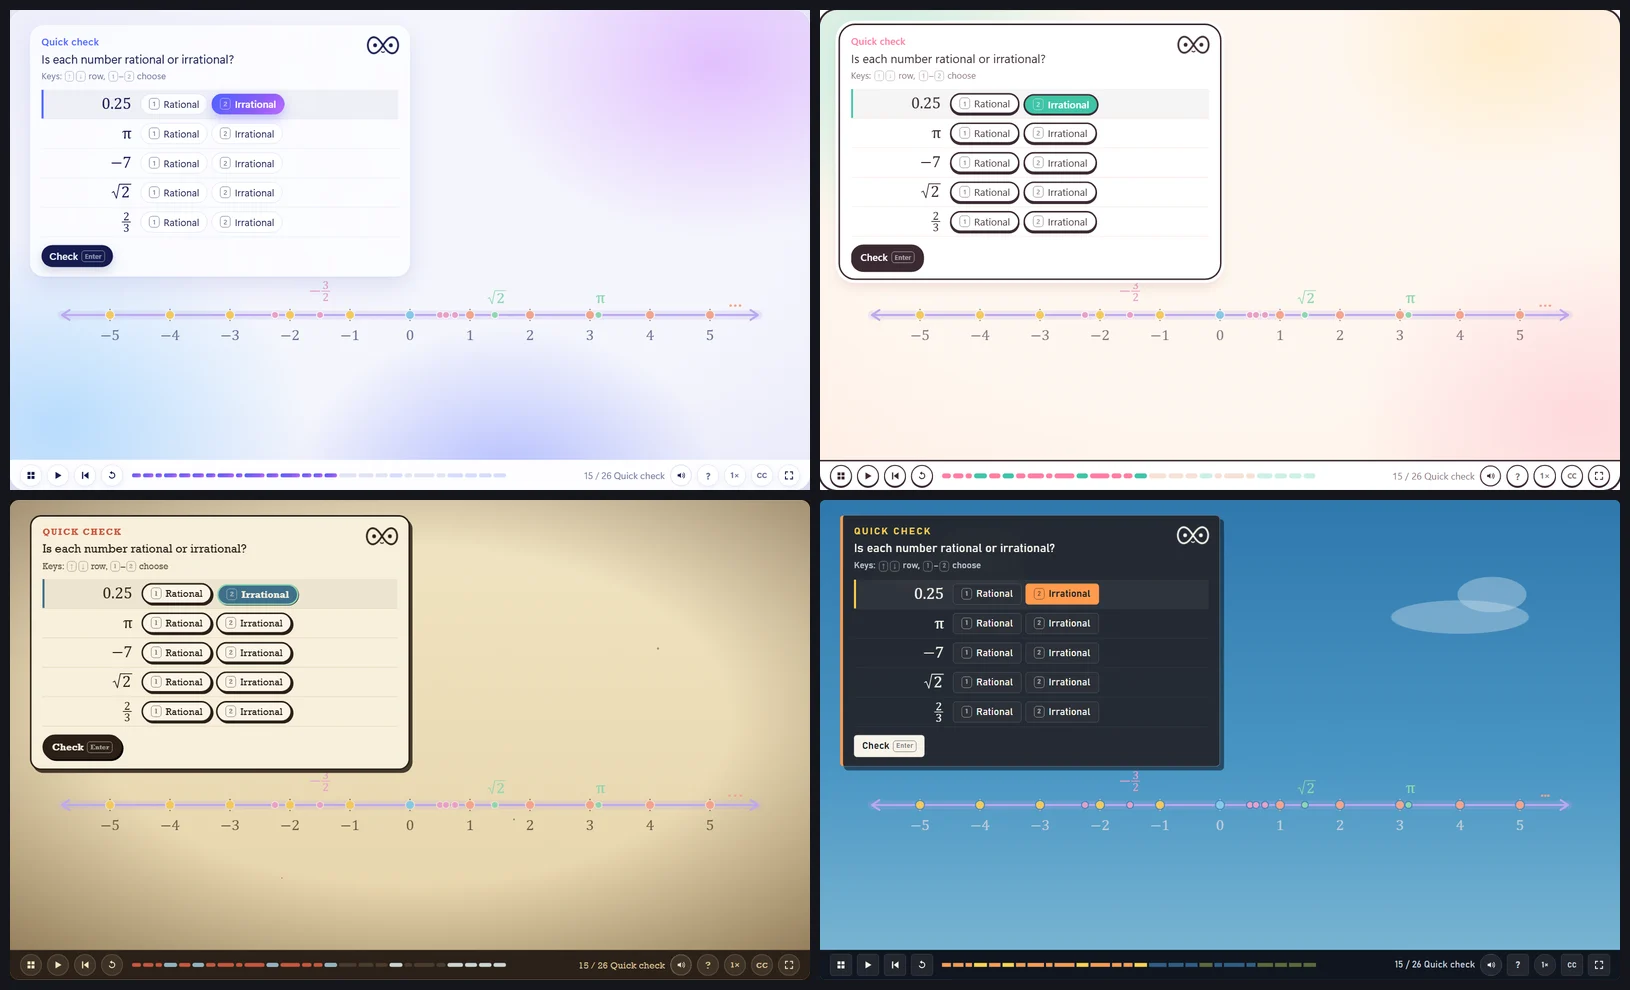 Quick check
Is each number rational or irrational?
Keys: ↑ ↓ row, 1 – 2 choose
0.25 1 Rational 2 Irrational
π 1 Rational 2 Irrational
−7 1 Rational 2 Irrational
√2 1 Rational 2 Irrational
2/3 1 Rational 2 Irrational
Check Enter
−3/2 √2 π ...
−5 −4 −3 −2 −1 0 1 2 3 4 5
15 / 26 Quick check ? 1× CC
Quick check
Is each number rational or irrational?
Keys: ↑ ↓ row, 1 – 2 choose
0.25 1 Rational 2 Irrational
π 1 Rational 2 Irrational
−7 1 Rational 2 Irrational
√2 1 Rational 2 Irrational
2/3 1 Rational 2 Irrational
Check Enter
−3/2 √2 π ...
−5 −4 −3 −2 −1 0 1 2 3 4 5
15 / 26 Quick check ? 1× CC
QUICK CHECK
Is each number rational or irrational?
Keys: ↑ ↓ row, 1 – 2 choose
0.25 1 Rational 2 Irrational
π 1 Rational 2 Irrational
−7 1 Rational 2 Irrational
√2 1 Rational 2 Irrational
2/3 1 Rational 2 Irrational
Check Enter
−3/2 √2 π ...
−5 −4 −3 −2 −1 0 1 2 3 4 5
15 / 26 Quick check ? 1× CC
QUICK CHECK
Is each number rational or irrational?
Keys: ↑ ↓ row, 1 – 2 choose
0.25 1 Rational 2 Irrational
π 1 Rational 2 Irrational
−7 1 Rational 2 Irrational
√2 1 Rational 2 Irrational
2/3 1 Rational 2 Irrational
Check Enter
−3/2 √2 π ...
−5 −4 −3 −2 −1 0 1 2 3 4 5
15 / 26 Quick check ? 1× CC